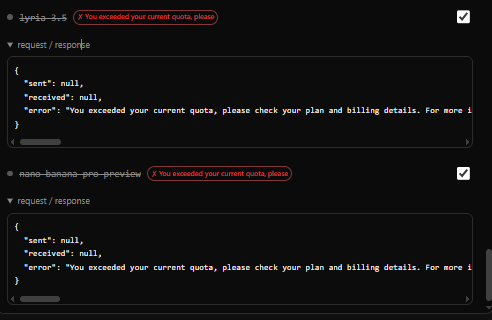 lyria-3.5 ✗ You exceeded your current quota, please
▼ request / response
{
"sent": null,
"received": null,
"error": "You exceeded your current quota, please check your plan and billing details. For more i
}
nano-banana-pro-preview ✗ You exceeded your current quota, please
▼ request / response
{
"sent": null,
"received": null,
"error": "You exceeded your current quota, please check your plan and billing details. For more i
}